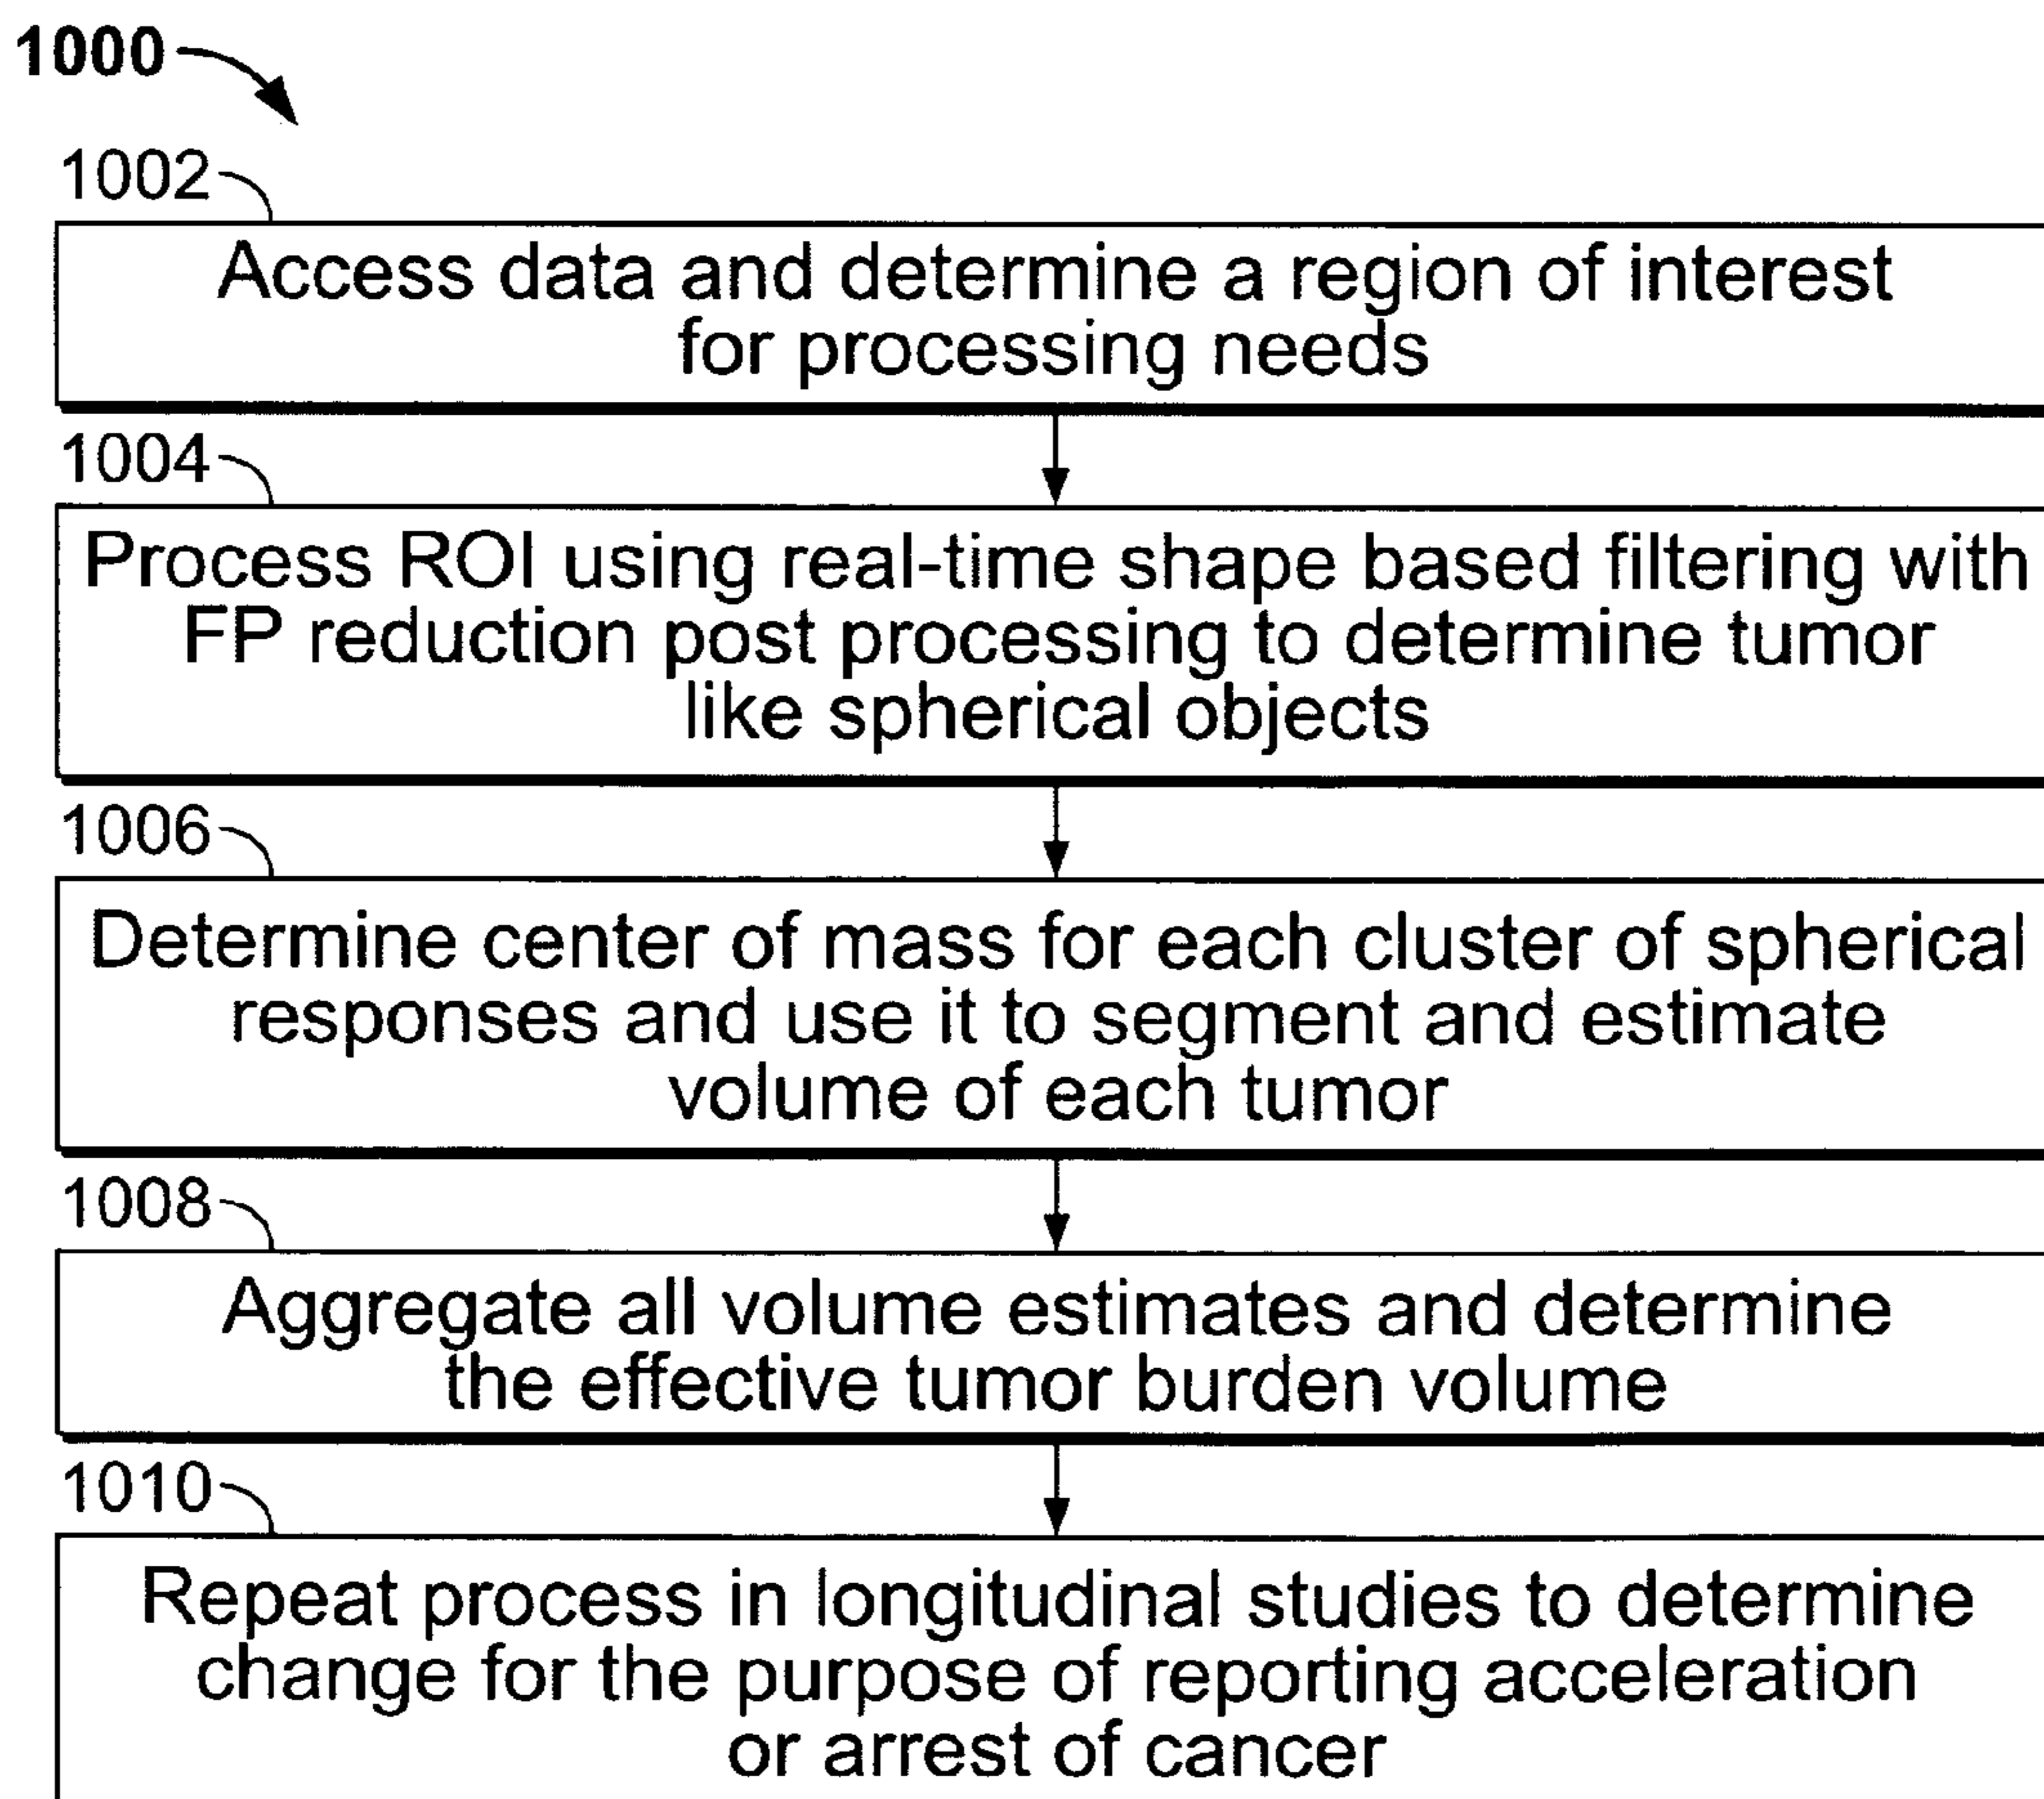 1000
1002
Access data and determine a region of interest
for processing needs
1004
Process ROI using real-time shape based filtering with
FP reduction post processing to determine tumor
like spherical objects
1006
Determine center of mass for each cluster of spherical
responses and use it to segment and estimate
volume of each tumor
1008
Aggregate all volume estimates and determine
the effective tumor burden volume
1010
Repeat process in longitudinal studies to determine
change for the purpose of reporting acceleration
or arrest of cancer